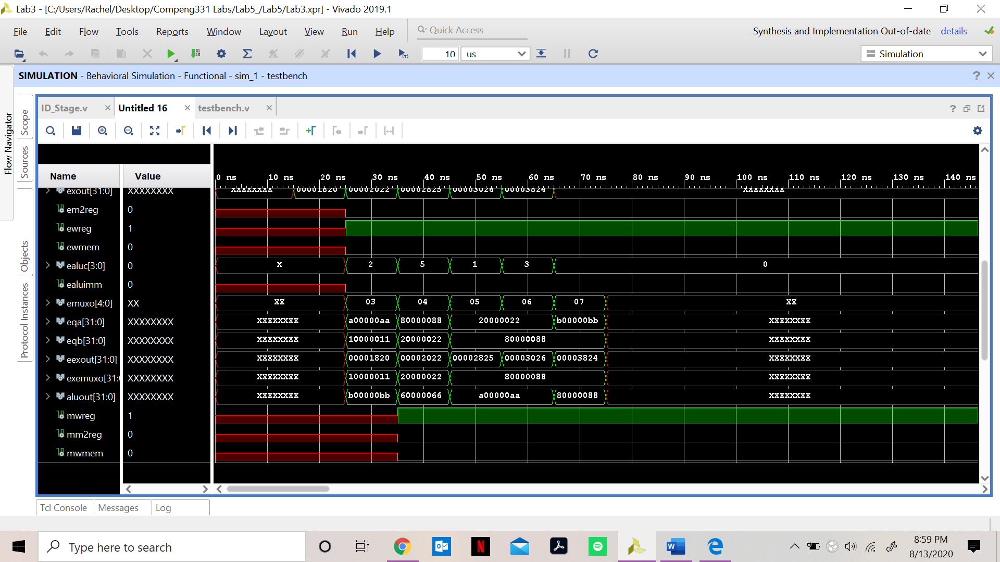 Lab3 - [C:/Users/Rachel/Desktop/Compeng331 Labs/Lab5_/Lab5/Lab3.xpr] - Vivado 2019.1
File Edit Flow Tools Reports Window Layout View Run Help Quick Access Synthesis and Implementation Out-of-date details
10 us Simulation
SIMULATION - Behavioral Simulation - Functional - sim_1 - testbench
Flow Navigator
Scope
Sources
Objects
Protocol Instances
ID_Stage.v Untitled 16 testbench.v
Name Value 0 ns 10 ns 20 ns 30 ns 40 ns 50 ns 60 ns 70 ns 80 ns 90 ns 100 ns 110 ns 120 ns 130 ns 140 ns
exout[31:0] XXXXXXXX XXXXXXXX 00001820 00002022 00002825 00003026 00003824 XXXXXXXX
em2reg 0
ewreg 1
ewmem 0
ealuc[3:0] 0 X 2 5 1 3 0
ealuimm 0
emuxo[4:0] XX XX 03 04 05 06 07 XX
eqa[31:0] XXXXXXXX XXXXXXXX a00000aa 80000088 20000022 b00000bb XXXXXXXX
eqb[31:0] XXXXXXXX XXXXXXXX 10000011 20000022 80000088 XXXXXXXX
eexout[31:0] XXXXXXXX XXXXXXXX 00001820 00002022 00002825 00003026 00003824 XXXXXXXX
exemuxo[31: XXXXXXXX XXXXXXXX 10000011 20000022 80000088 XXXXXXXX
aluout[31:0] XXXXXXXX XXXXXXXX b00000bb 60000066 a00000aa 80000088 XXXXXXXX
mwreg 1
mm2reg 0
mwmem 0
Tcl Console Messages Log
Type here to search
8:59 PM
8/13/2020